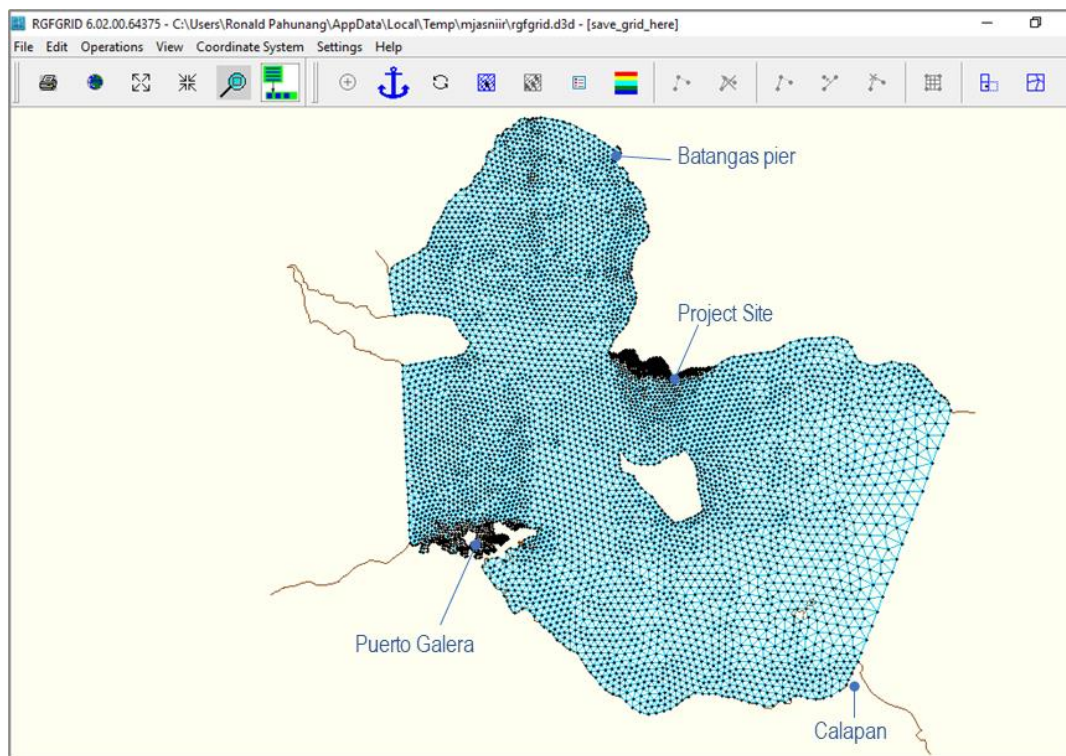 RGFGRID 6.02.00.64375 - C:\Users\Ronald Pahunang\AppData\Local\Temp\mjasniir\rgfgrid.d3d - [save_grid_here]
File Edit Operations View Coordinate System Settings Help
Batangas pier
Project Site
Puerto Galera
Calapan